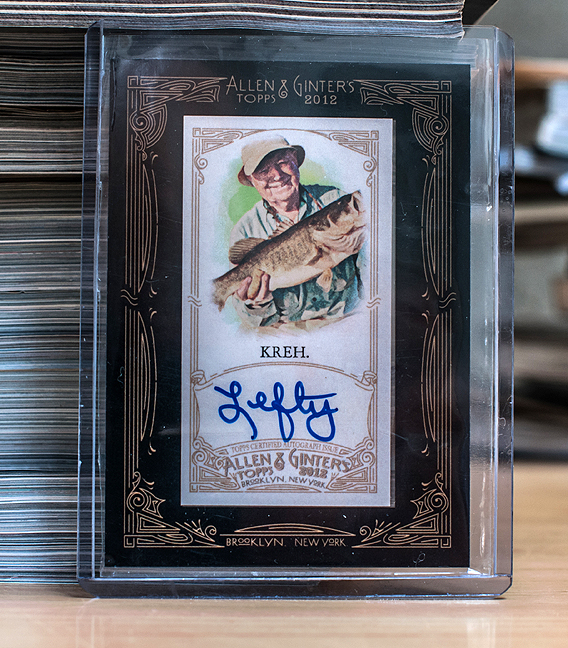 ALLEN & GINTER'S
TOPPS 2012
KREH.
Lefty
TOPPS CERTIFIED AUTOGRAPH ISSUE
ALLEN & GINTER'S
TOPPS 2012
BROOKLYN, NEW YORK
BROOKLYN, NEW YORK